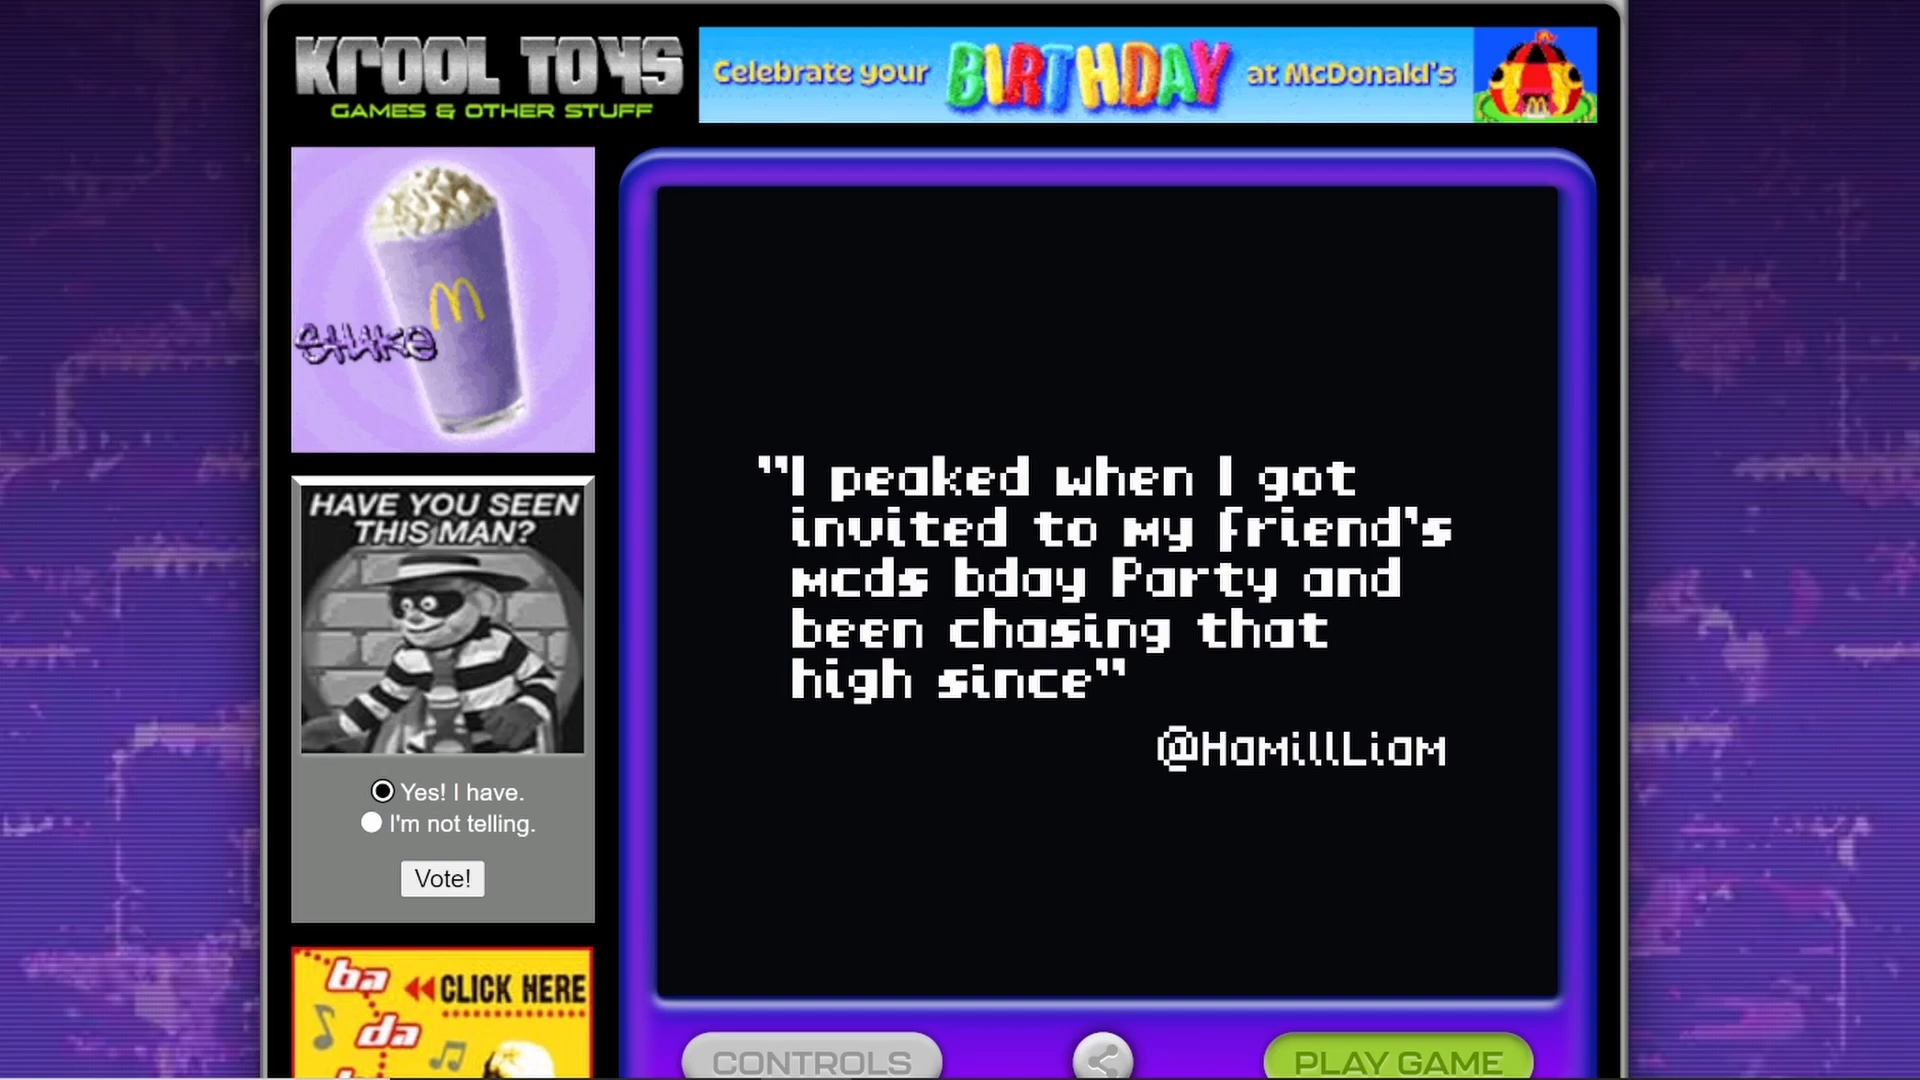 KROOL TOYS
GAMES & OTHER STUFF
Celebrate your BIRTHDAY at McDonald's
SHAKE
HAVE YOU SEEN
THIS MAN?
Yes! I have.
I'm not telling.
Vote!
ba
da
CLICK HERE
"I peaked when I got
invited to my friend's
mcds bday Party and
been chasing that
high since"
@HamillLiam
CONTROLS
PLAY GAME